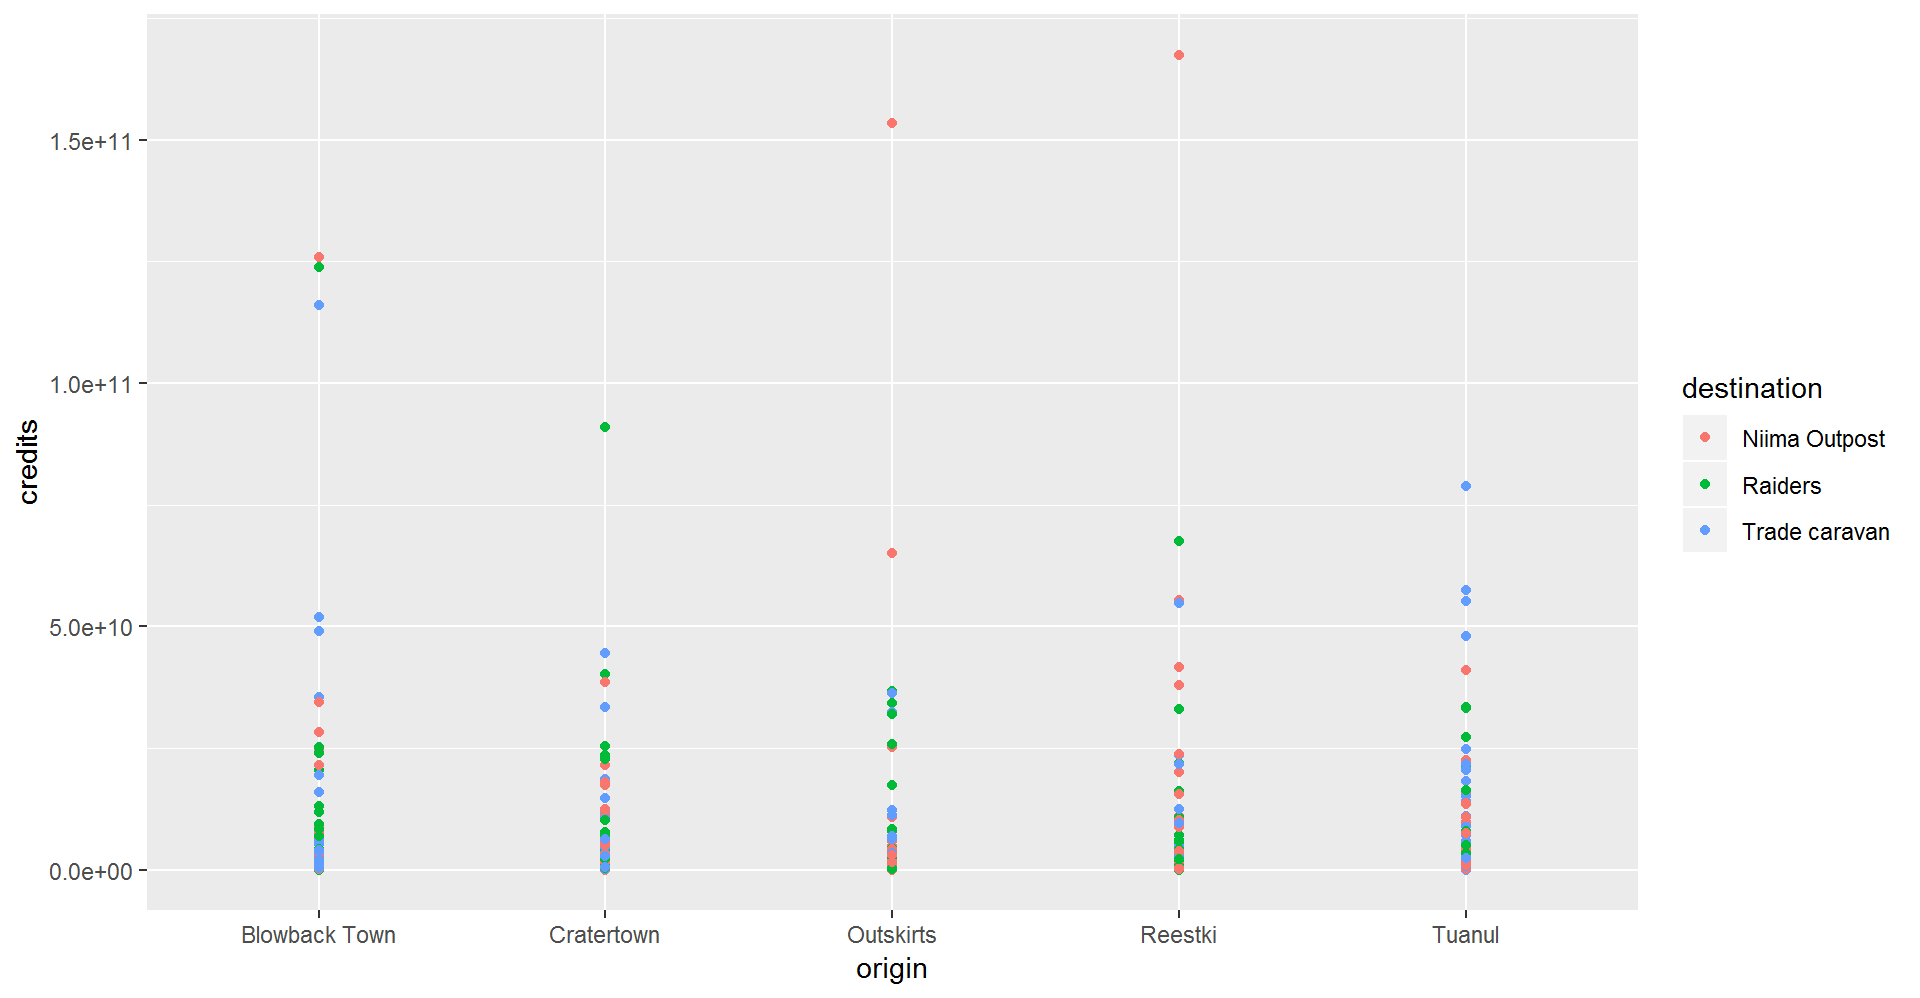 credits
1.5e+11
1.0e+11
5.0e+10
0.0e+00
Blowback Town
Cratertown
Outskirts
Reestki
Tuanul
origin
destination
Niima Outpost
Raiders
Trade caravan